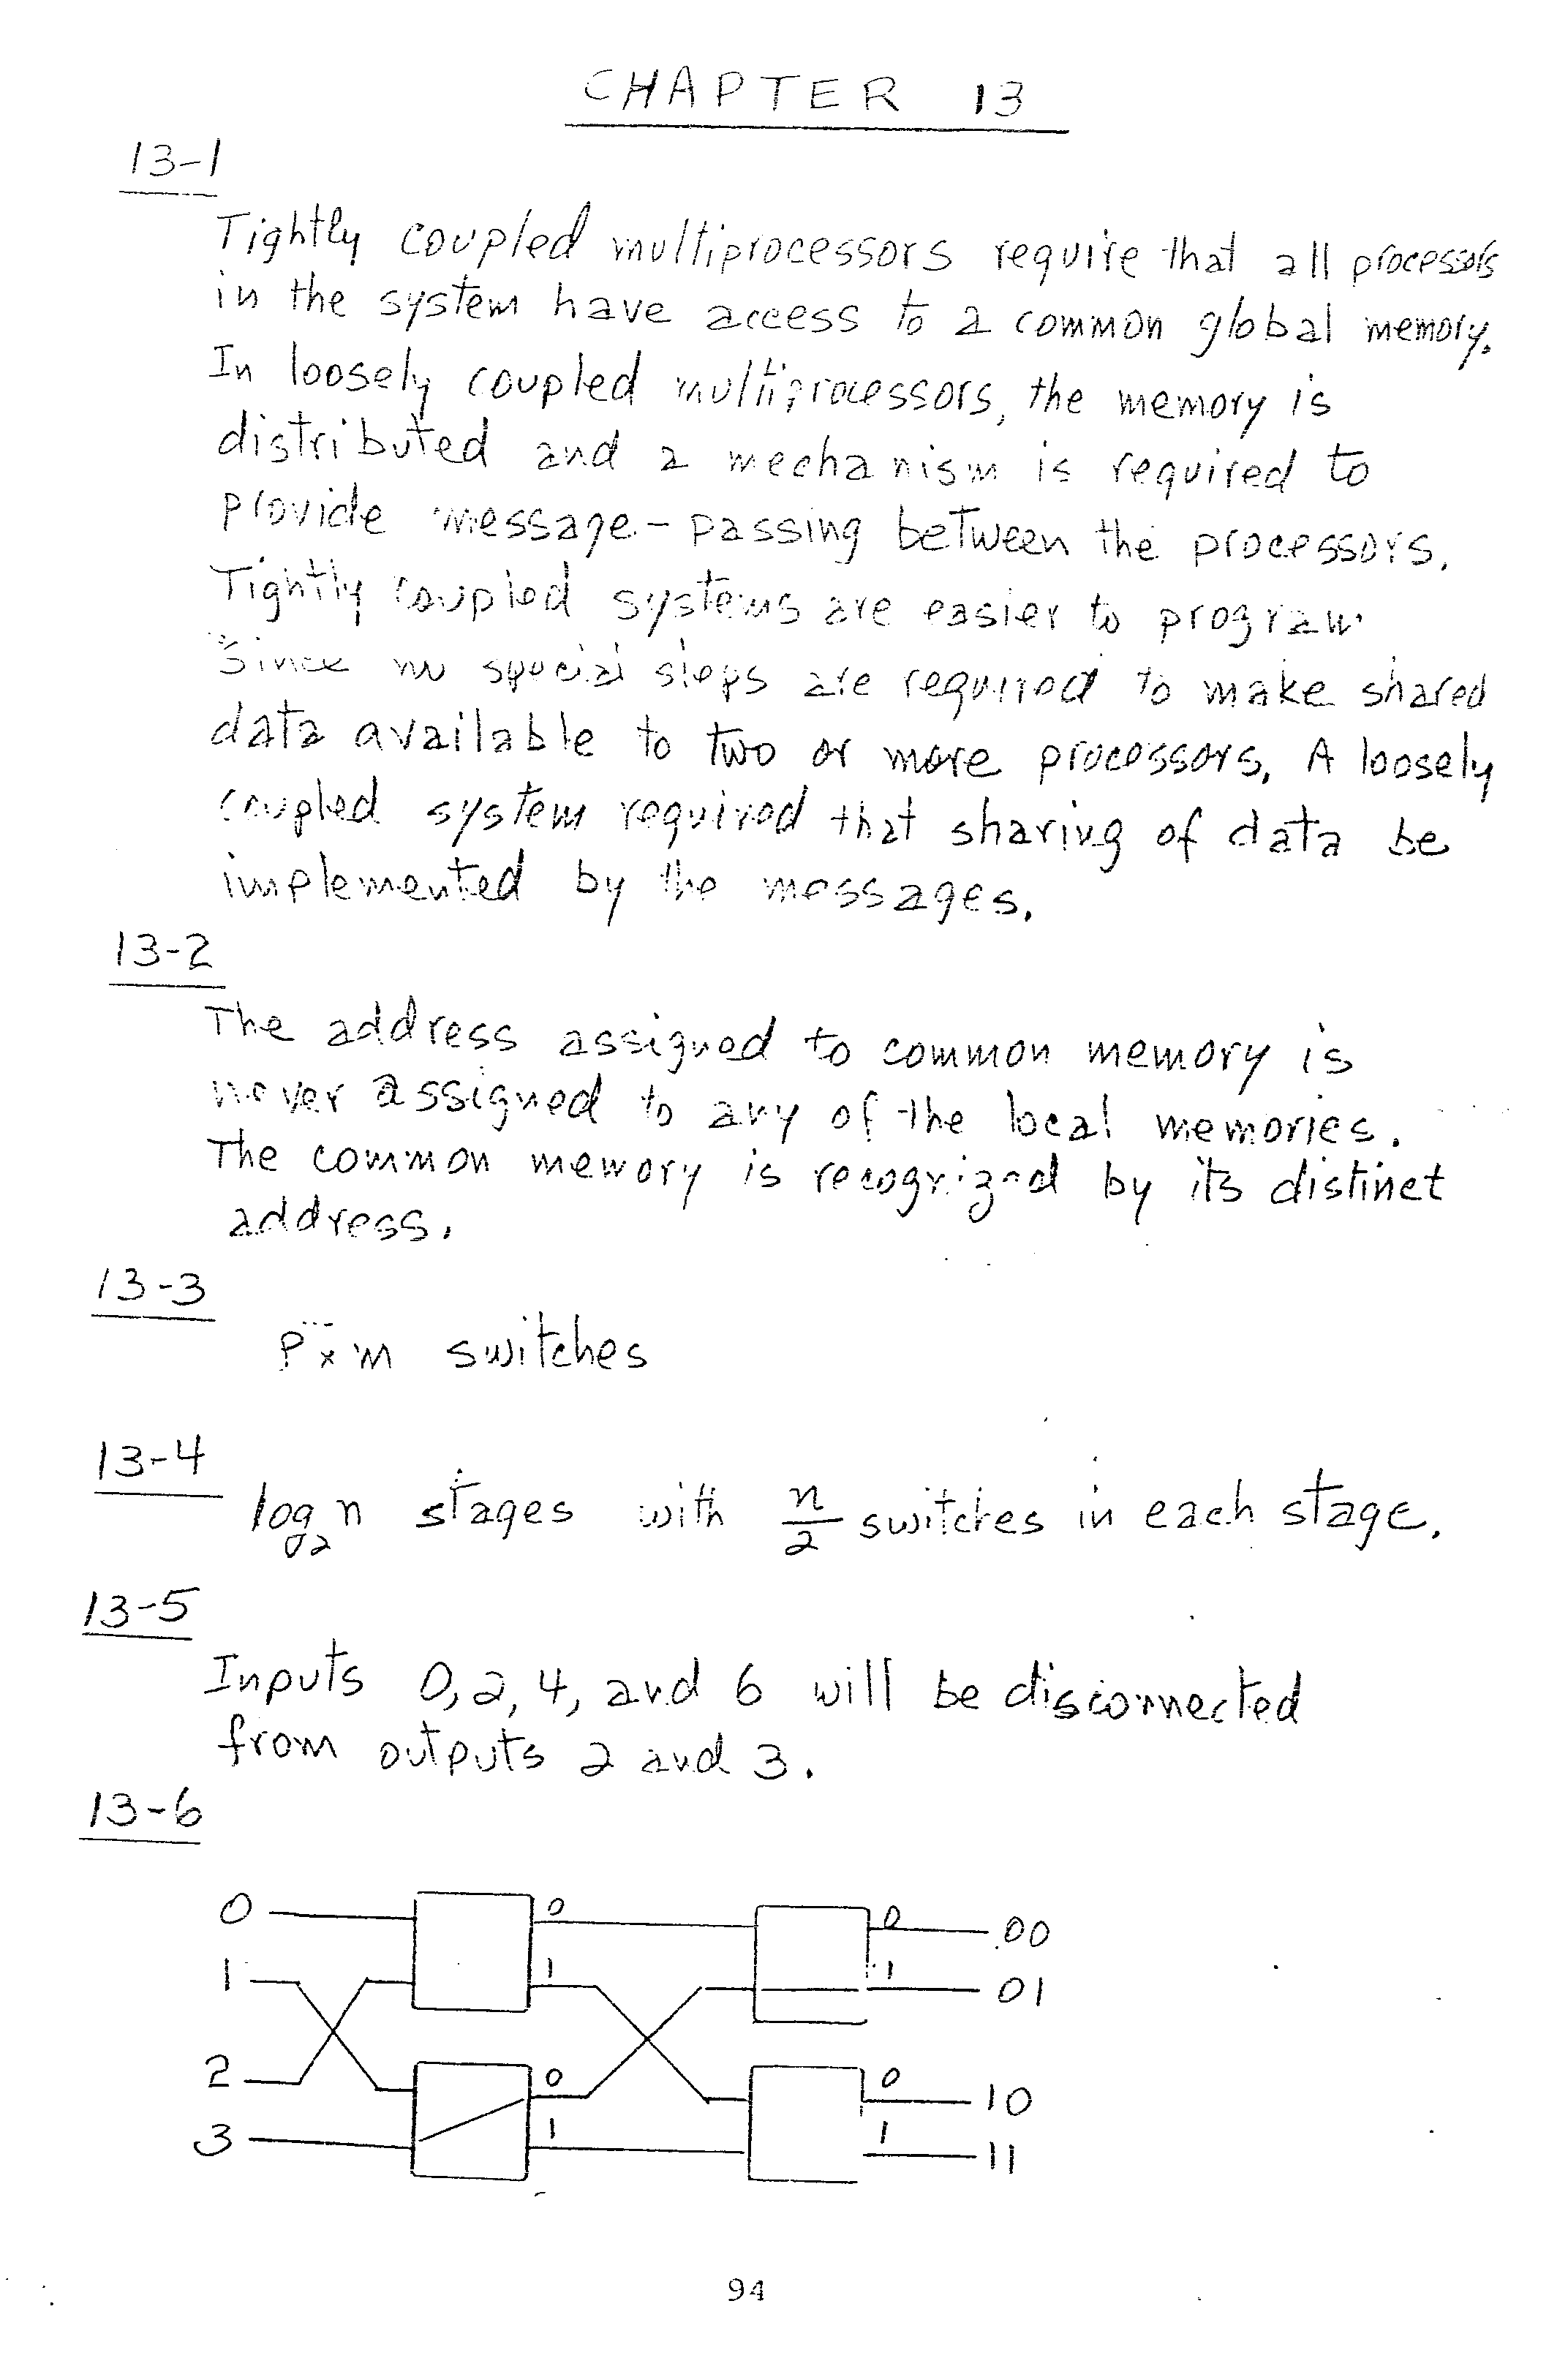 CHAPTER 13
13-1
Tightly coupled multiprocessors require that all processors
in the system have access to a common global memory.
In loosely coupled multiprocessors, the memory is
distributed and a mechanism is required to
provide message-passing between the processors.
Tightly coupled systems are easier to program
since no special steps are required to make shared
data available to two or more processors. A loosely
coupled system required that sharing of data be
implemented by the messages.
13-2
The address assigned to common memory is
never assigned to any of the local memories.
The common memory is recognized by its distinct
address.
13-3
P × m switches
13-4
log₂n stages with n/2 switches in each stage.
13-5
Inputs 0, 2, 4, and 6 will be disconnected
from outputs 2 and 3.
13-6
0 0 0 00
1 1 1 01
2 0 0 10
3 1 1 11
94